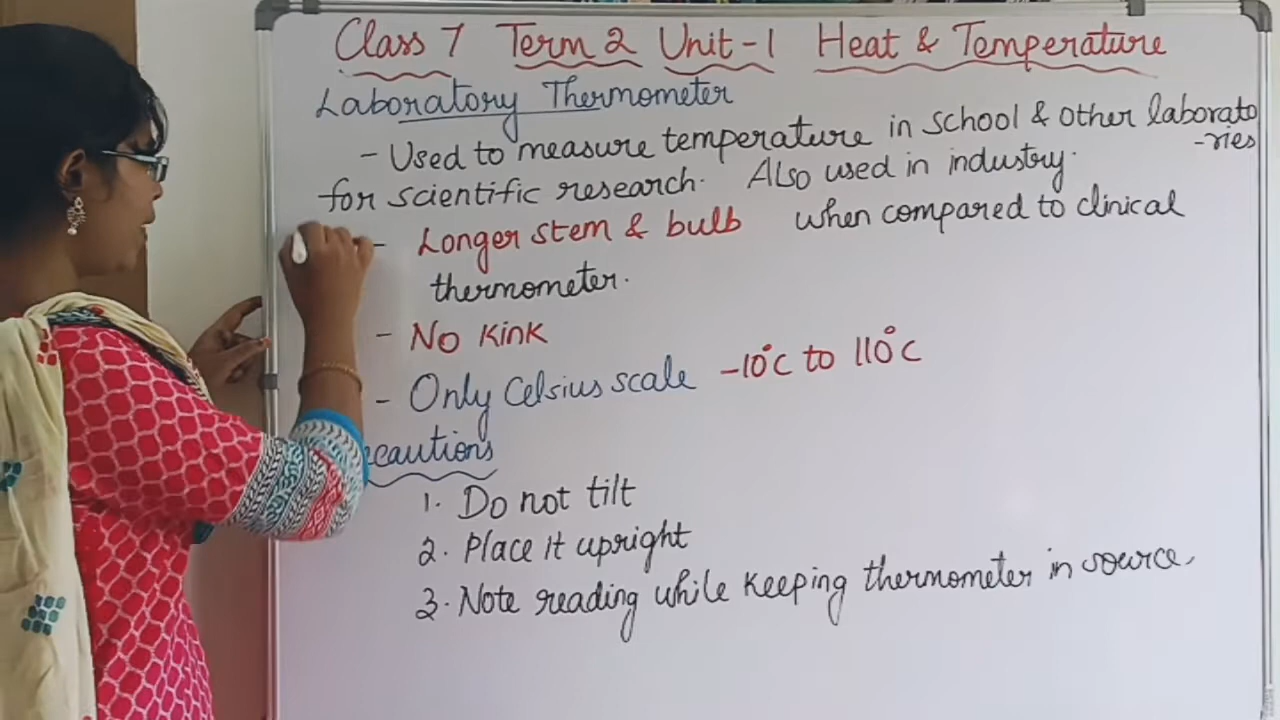 Class 7 Term 2 Unit-1 Heat & Temperature
Laboratory Thermometer
- Used to measure temperature in school & other laborato
-ries
for scientific research. Also used in industry.
- Longer stem & bulb when compared to clinical
thermometer.
- No kink
- Only Celsius scale -10°C to 110°C
ecautions
1. Do not tilt
2. Place it upright
3. Note reading while keeping thermometer in source.